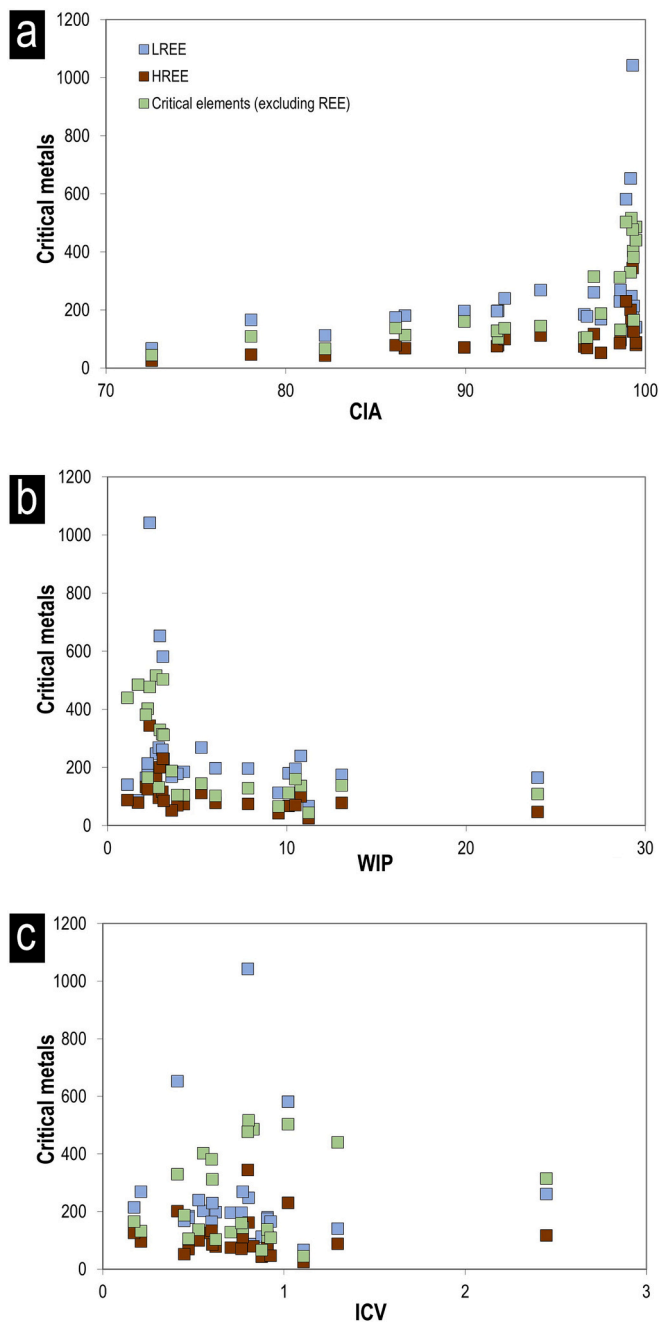 a
1200
1000
800
600
400
200
0
Critical metals
LREE
HREE
Critical elements (excluding REE)
70 80 90 100
CIA
b
1200
1000
800
600
400
200
0
Critical metals
0 10 20 30
WIP
c
1200
1000
800
600
400
200
0
Critical metals
0 1 2 3
ICV